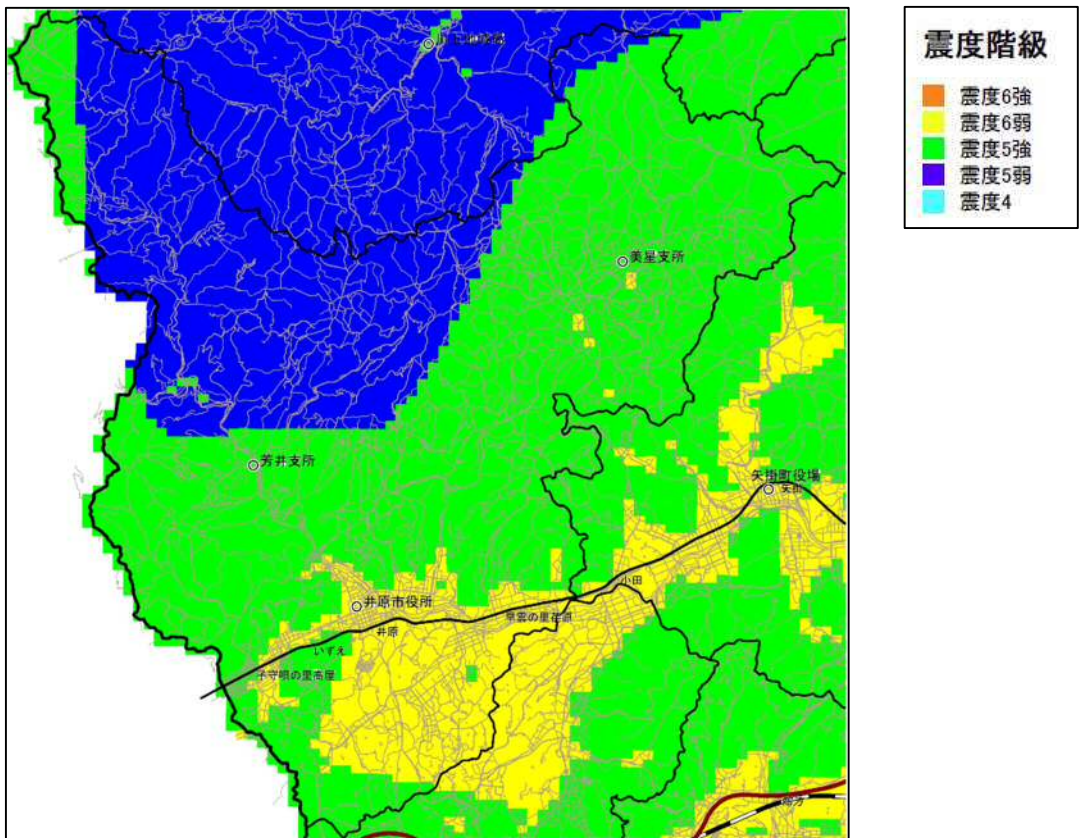 震度階級
震度6強
震度6弱
震度5強
震度5弱
震度4
美星支所
芳井支所
矢掛町役場
矢掛
小田
井原市役所
早雲の里荏原
井原
いずえ
子守唄の里高屋